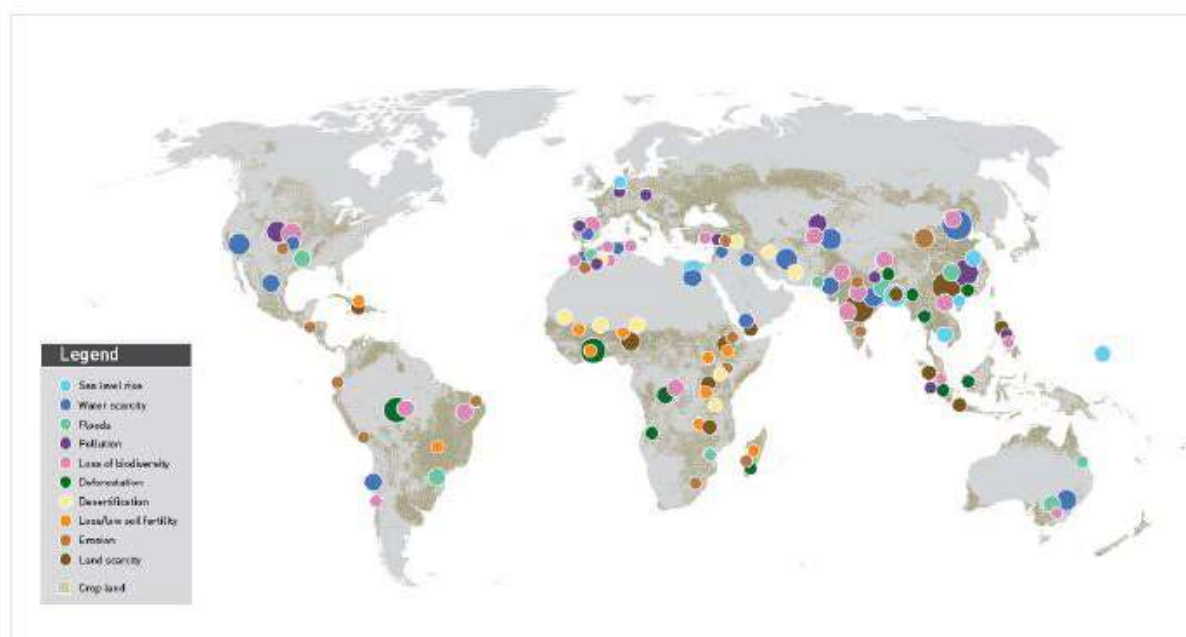 Legend
Sea level rise
Water scarcity
Floods
Pollution
Loss of biodiversity
Deforestation
Desertification
Loss/low soil fertility
Erosion
Land scarcity
Crop land